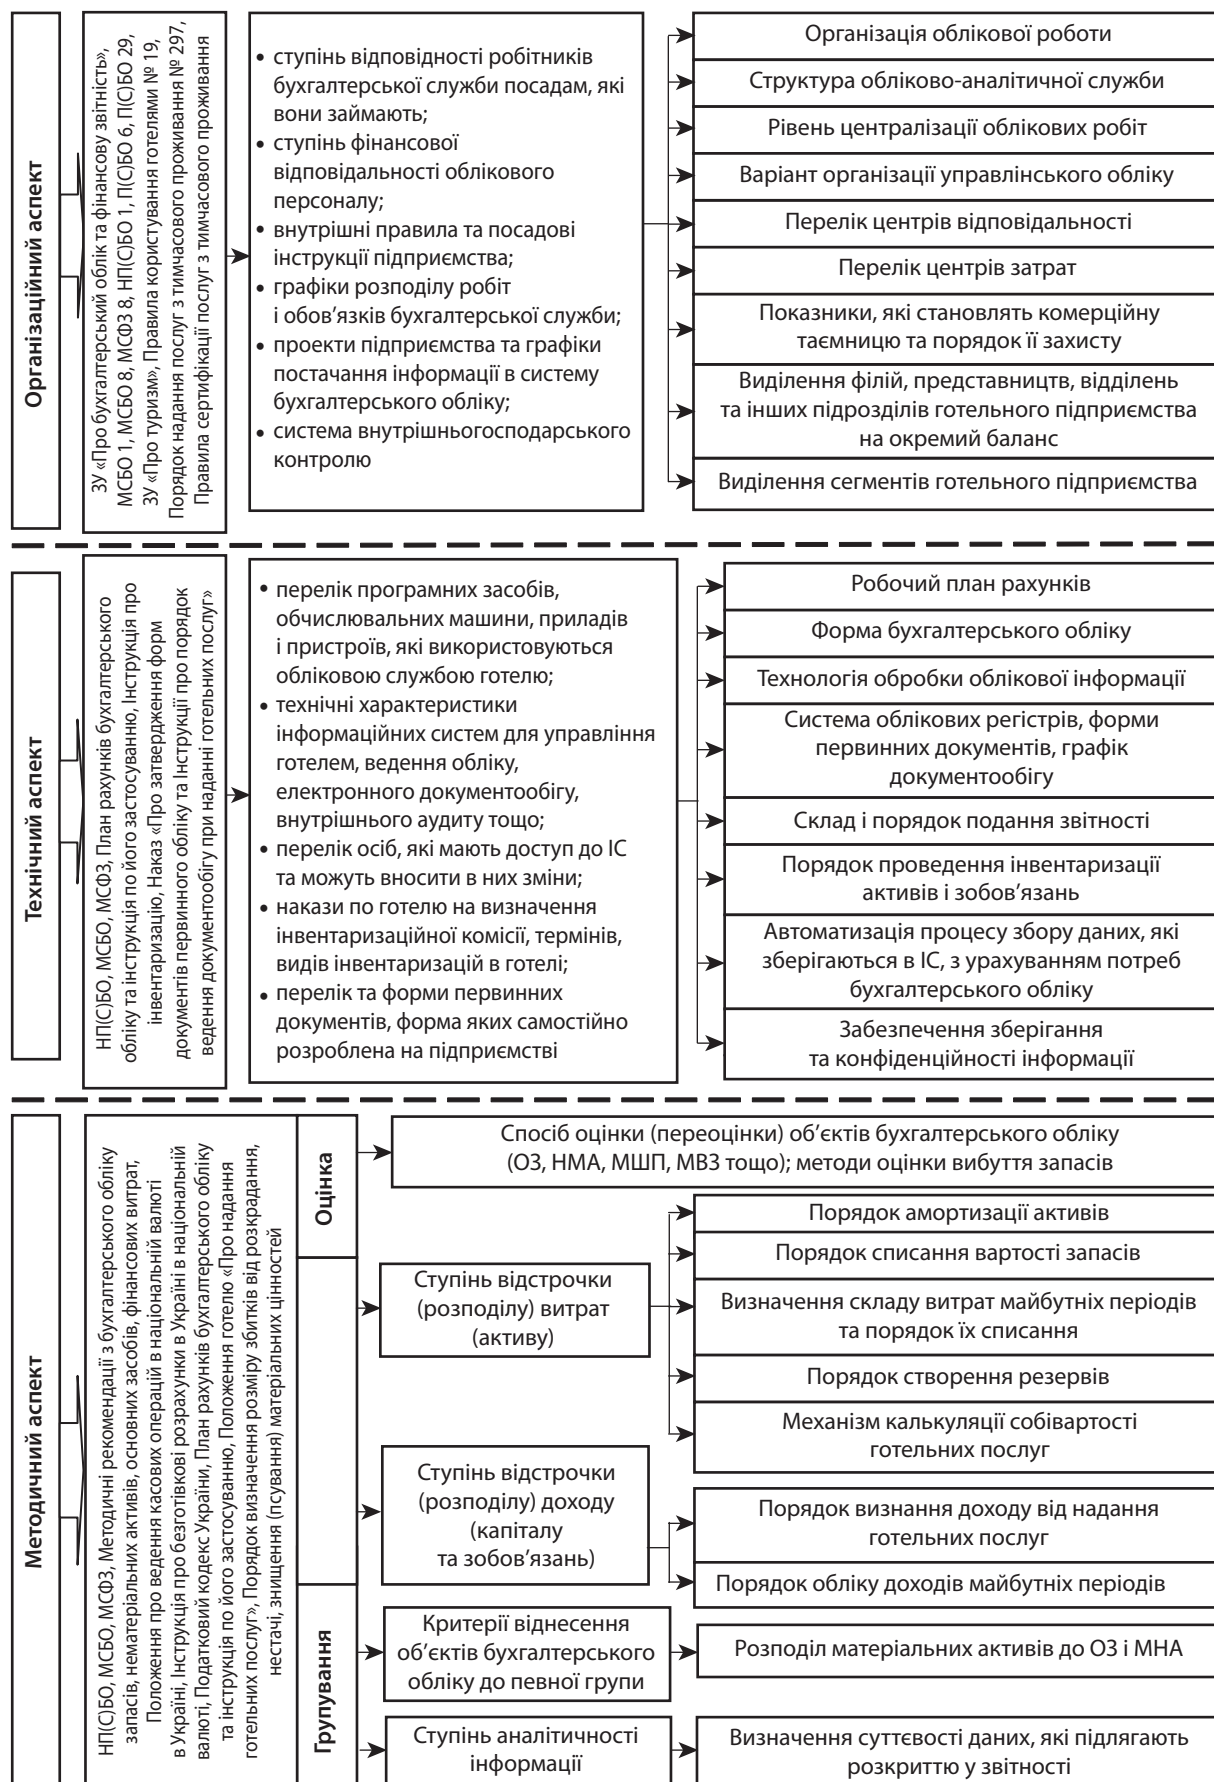 Організаційний аспект
ЗУ «Про бухгалтерський облік та фінансову звітність»,
МСБО 1, МСБО 8, МСФЗ 8, НП(С)БО 1, П(С)БО 6, П(С)БО 29,
ЗУ «Про туризм», Правила користування готелями № 19,
Порядок надання послуг з тимчасового проживання № 297,
Правила сертифікації послуг з тимчасового проживання
• ступінь відповідності робітників
бухгалтерської служби посадам, які
вони займають;
• ступінь фінансової
відповідальності облікового
персоналу;
• внутрішні правила та посадові
інструкції підприємства;
• графіки розподілу робіт
і обов’язків бухгалтерської служби;
• проекти підприємства та графіки
постачання інформації в систему
бухгалтерського обліку;
• система внутрішньогосподарського
контролю
Організація облікової роботи
Структура обліково-аналітичної служби
Рівень централізації облікових робіт
Варіант організації управлінського обліку
Перелік центрів відповідальності
Перелік центрів затрат
Показники, які становлять комерційну
таємницю та порядок її захисту
Виділення філій, представництв, відділень
та інших підрозділів готельного підприємства
на окремий баланс
Виділення сегментів готельного підприємства
Технічний аспект
НП(С)БО, МСБО, МСФЗ, План рахунків бухгалтерського
обліку та інструкція по його застосуванню, Інструкція про
інвентаризацію, Наказ «Про затвердження форм
документів первинного обліку та Інструкції про порядок
ведення документообігу при наданні готельних послуг»
• перелік програмних засобів,
обчислювальних машини, приладів
і пристроїв, які використовуються
обліковою службою готелю;
• технічні характеристики
інформаційних систем для управління
готелем, ведення обліку,
електронного документообігу,
внутрішнього аудиту тощо;
• перелік осіб, які мають доступ до ІС
та можуть вносити в них зміни;
• накази по готелю на визначення
інвентаризаційної комісії, термінів,
видів інвентаризацій в готелі;
• перелік та форми первинних
документів, форма яких самостійно
розроблена на підприємстві
Робочий план рахунків
Форма бухгалтерського обліку
Технологія обробки облікової інформації
Система облікових регістрів, форми
первинних документів, графік
документообігу
Склад і порядок подання звітності
Порядок проведення інвентаризації
активів і зобов’язань
Автоматизація процесу збору даних, які
зберігаються в ІС, з урахуванням потреб
бухгалтерського обліку
Забезпечення зберігання
та конфіденційності інформації
Методичний аспект
НП(С)БО, МСБО, МСФЗ, Методичні рекомендації з бухгалтерського обліку
запасів, нематеріальних активів, основних засобів, фінансових витрат,
Положення про ведення касових операцій в національній валюті
в Україні, Інструкція про безготівкові розрахунки в Україні в національній
валюті, Податковий кодекс України, План рахунків бухгалтерського обліку
та інструкція по його застосуванню, Положення готелю «Про надання
готельних послуг», Порядок визначення розміру збитків від розкрадання,
нестачі, знищення (псування) матеріальних цінностей
Оцінка
Спосіб оцінки (переоцінки) об’єктів бухгалтерського обліку
(ОЗ, НМА, МШП, МВЗ тощо); методи оцінки вибуття запасів
Ступінь відстрочки
(розподілу) витрат
(активу)
Порядок амортизації активів
Порядок списання вартості запасів
Визначення складу витрат майбутніх періодів
та порядок їх списання
Порядок створення резервів
Механізм калькуляції собівартості
готельних послуг
Ступінь відстрочки
(розподілу) доходу
(капіталу
та зобов’язань)
Порядок визнання доходу від надання
готельних послуг
Порядок обліку доходів майбутніх періодів
Групування
Критерії віднесення
об’єктів бухгалтерського
обліку до певної групи
Розподіл матеріальних активів до ОЗ і МНА
Ступінь аналітичності
інформації
Визначення суттєвості даних, які підлягають
розкриттю у звітності